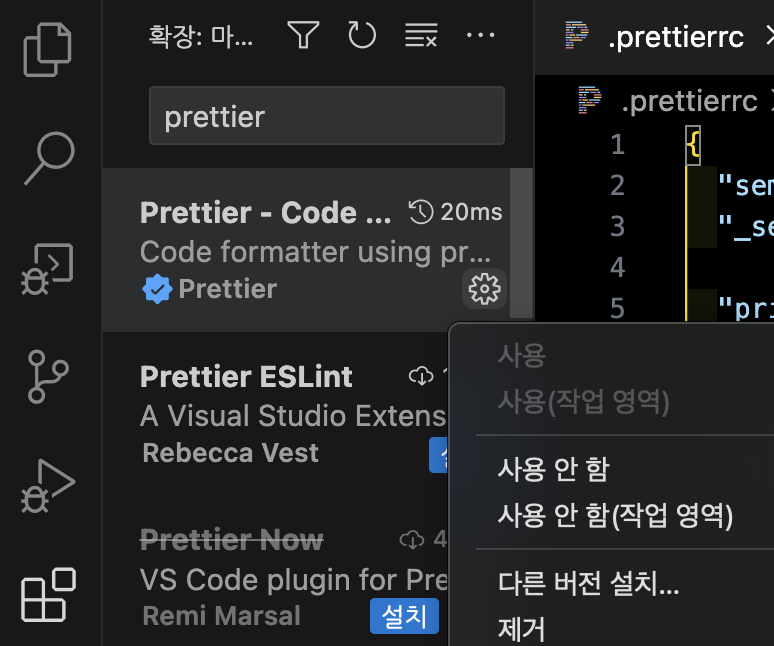 확장: 마...
prettier
Prettier - Code ... 20ms
Code formatter using pr...
Prettier
Prettier ESLint
A Visual Studio Extens
Rebecca Vest
Prettier Now 4
VS Code plugin for Pre
Remi Marsal 설치
.prettierrc
.prettierrc
1 {
2 "sem
3 "_se
4
5 "pri
사용
사용(작업 영역)
사용 안 함
사용 안 함(작업 영역)
다른 버전 설치...
제거